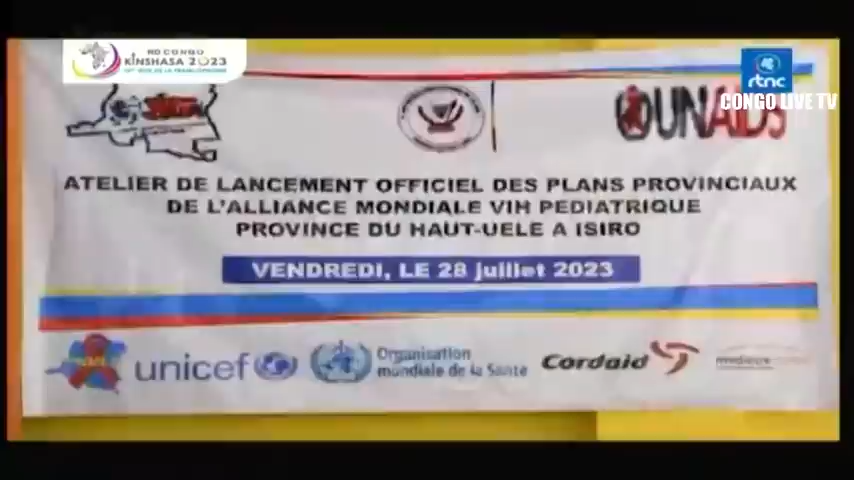 RD CONGO
KINSHASA 2023
rtnc
CONGO LIVE TV
UNAIDS
ATELIER DE LANCEMENT OFFICIEL DES PLANS PROVINCIAUX
DE L'ALLIANCE MONDIALE VIH PEDIATRIQUE
PROVINCE DU HAUT-UELE A ISIRO
VENDREDI, LE 28 juillet 2023
unicef
Organisation
mondiale de la Santé
Cordaid